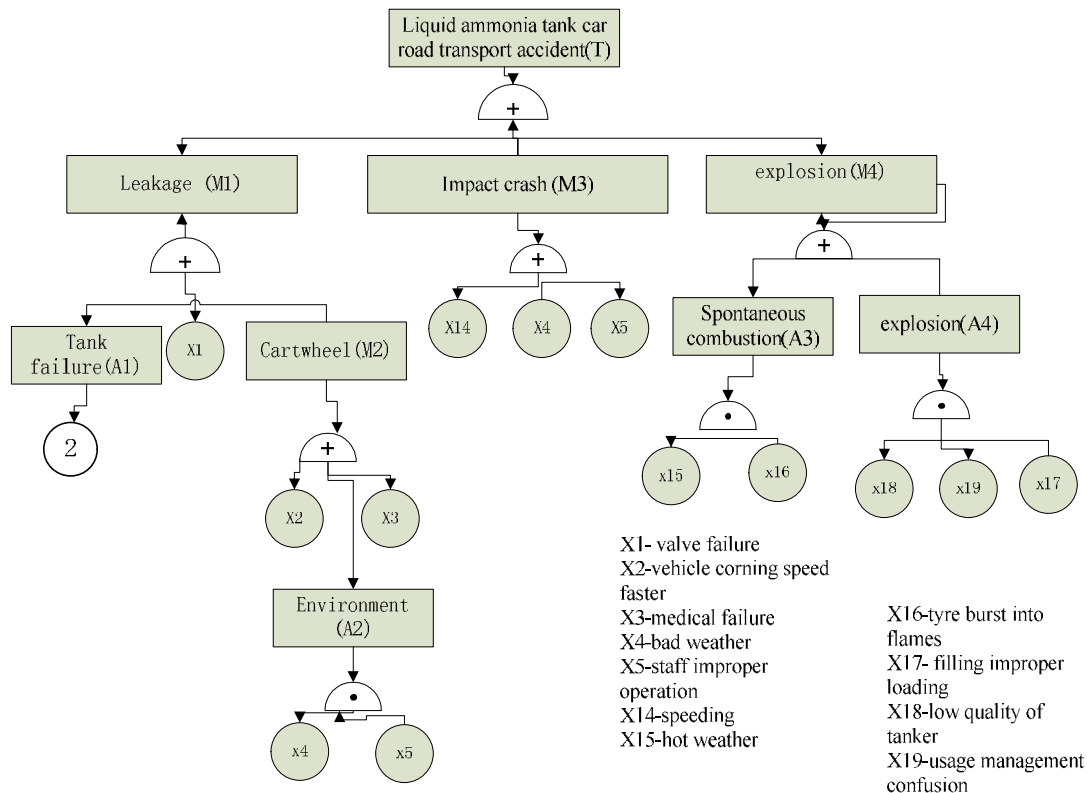 Liquid ammonia tank car
road transport accident(T)
+
Leakage (M1)
Impact crash (M3)
explosion(M4)
+
+
+
Tank
failure(A1)
X1
Cartwheel(M2)
X14
X4
X5
Spontaneous
combustion(A3)
explosion(A4)
2
+
x15
x16
x18
x19
x17
X2
X3
Environment
(A2)
x4
x5
X1- valve failure
X2-vehicle corning speed
faster
X3-medical failure
X4-bad weather
X5-staff improper
operation
X14-speeding
X15-hot weather
X16-tyre burst into
flames
X17- filling improper
loading
X18-low quality of
tanker
X19-usage management
confusion